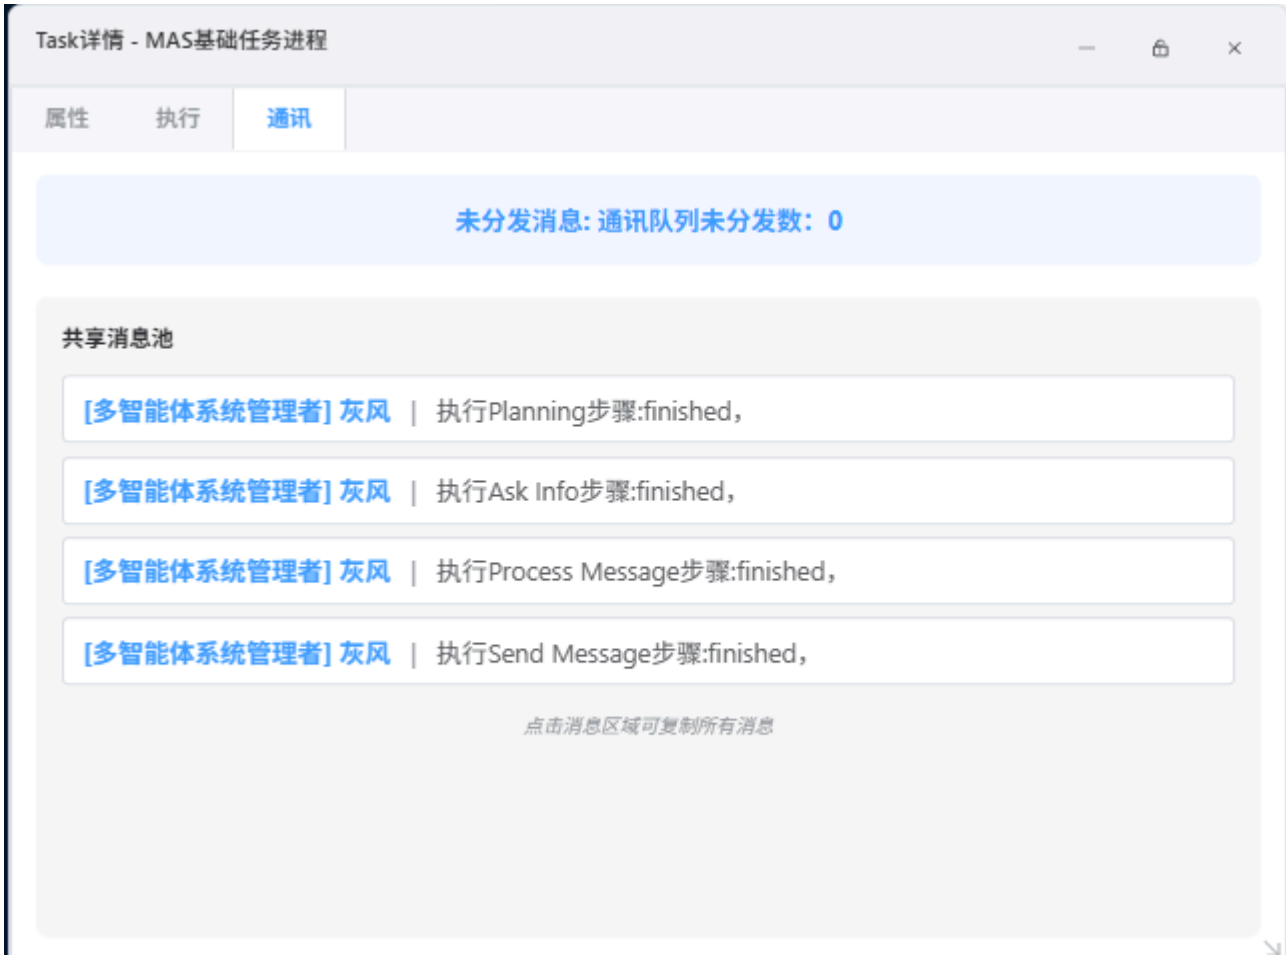 Task详情 - MAS基础任务进程
属性 执行 通讯
未分发消息: 通讯队列未分发数：0
共享消息池
[多智能体系统管理者] 灰风 | 执行Planning步骤:finished，
[多智能体系统管理者] 灰风 | 执行Ask Info步骤:finished，
[多智能体系统管理者] 灰风 | 执行Process Message步骤:finished，
[多智能体系统管理者] 灰风 | 执行Send Message步骤:finished，
点击消息区域可复制所有消息